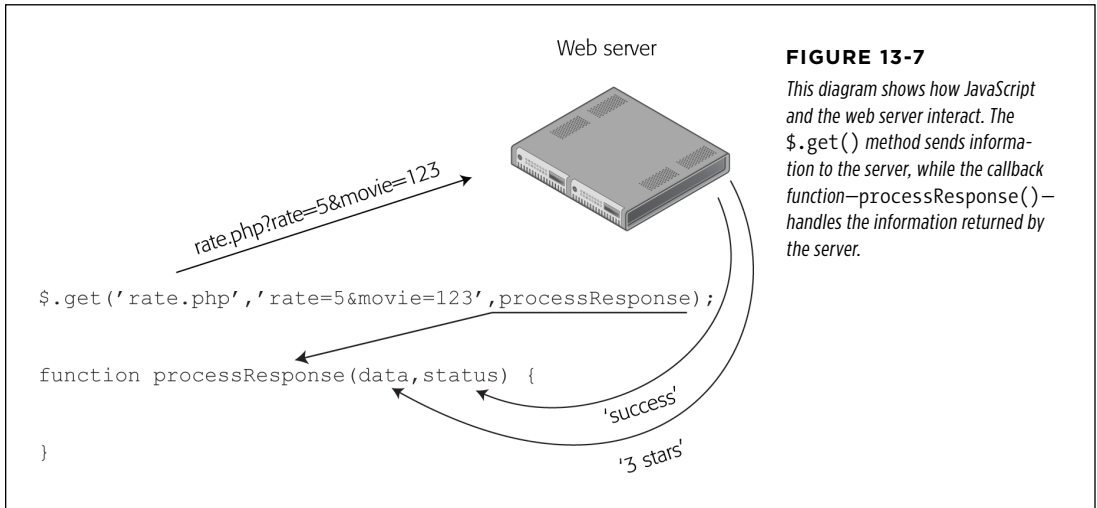 Web server
rate.php?rate=5&movie=123
$.get('rate.php','rate=5&movie=123',processResponse);
function processResponse(data,status) {
'success'
'3 stars'
}
FIGURE 13-7
This diagram shows how JavaScript
and the web server interact. The
$.get() method sends informa-
tion to the server, while the callback
function—processResponse()—
handles the information returned by
the server.